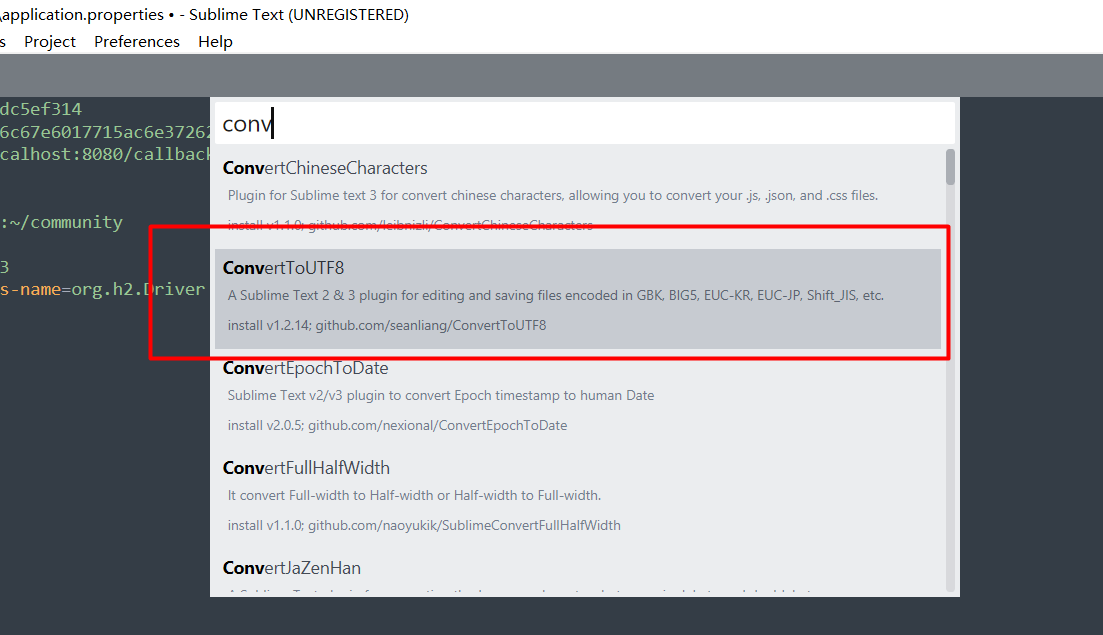 \application.properties • - Sublime Text (UNREGISTERED)
s Project Preferences Help
dc5ef314
6c67e6017715ac6e37262
calhost:8080/callback
:~/community
3
s-name=org.h2.Driver
conv
ConvertChineseCharacters
Plugin for Sublime text 3 for convert chinese characters, allowing you to convert your .js, .json, and .css files.
install v1.1.0; github.com/leibnizli/ConvertChineseCharacters
ConvertToUTF8
A Sublime Text 2 & 3 plugin for editing and saving files encoded in GBK, BIG5, EUC-KR, EUC-JP, Shift_JIS, etc.
install v1.2.14; github.com/seanliang/ConvertToUTF8
ConvertEpochToDate
Sublime Text v2/v3 plugin to convert Epoch timestamp to human Date
install v2.0.5; github.com/nexional/ConvertEpochToDate
ConvertFullHalfWidth
It convert Full-width to Half-width or Half-width to Full-width.
install v1.1.0; github.com/naoyukik/SublimeConvertFullHalfWidth
ConvertJaZenHan